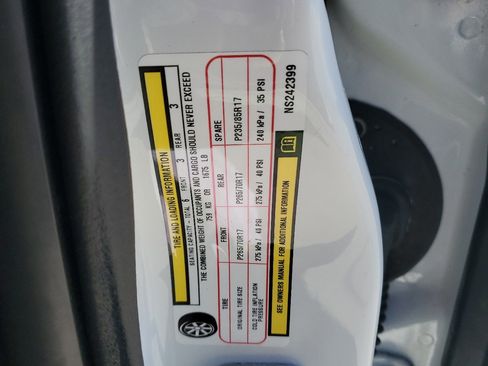 TIRE AND LOADING INFORMATION
SEATING CAPACITY - TOTAL 6 FRONT 3 REAR 3
THE COMBINED WEIGHT OF OCCUPANTS AND CARGO SHOULD NEVER EXCEED
759 KG OR 1675 LB
TIRE FRONT REAR SPARE
ORIGINAL TIRE SIZE P265/70R17 P265/70R17 P235/85R17
COLD TIRE INFLATION PRESSURE 275 kPa / 40 PSI 275 kPa / 40 PSI 240 kPa / 35 PSI
SEE OWNERS MANUAL FOR ADDITIONAL INFORMATION
NS242399